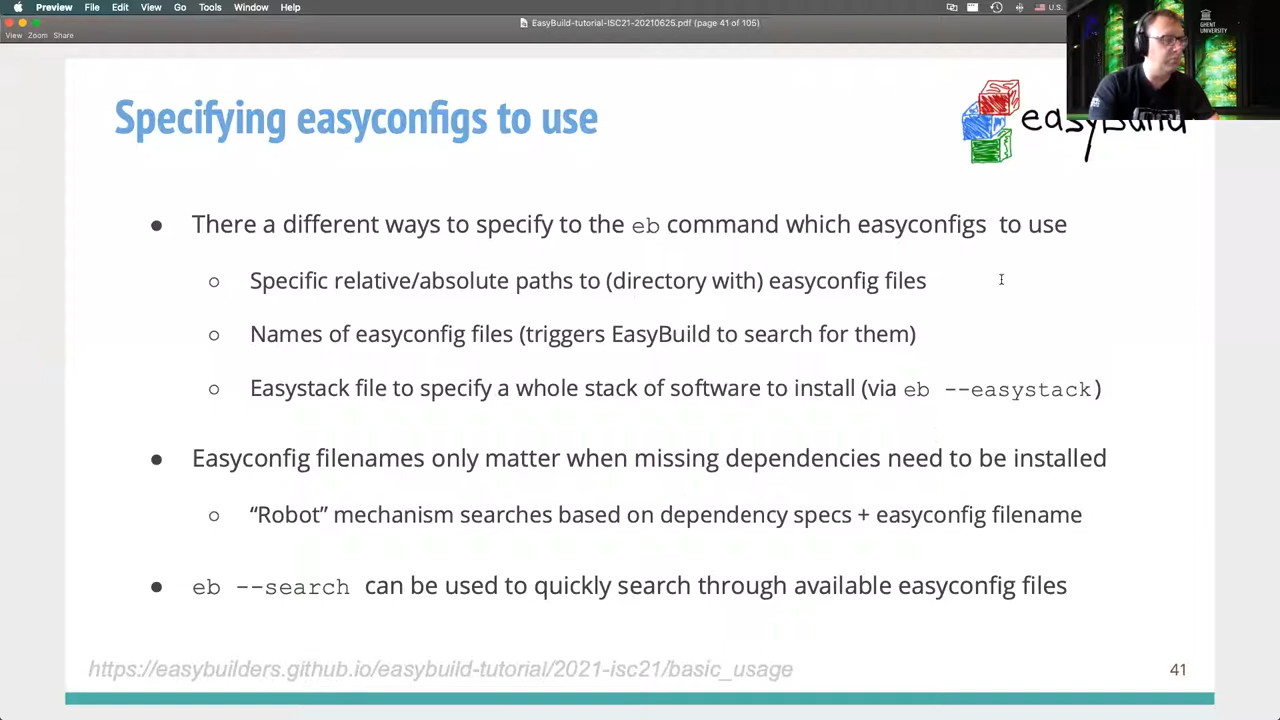 Preview File Edit View Go Tools Window Help U.S.
EasyBuild-tutorial-ISC21-20210625.pdf (page 41 of 105)
View Zoom Share
GHENT
UNIVERSITY
Specifying easyconfigs to use
easyBuild
● There a different ways to specify to the eb command which easyconfigs to use
○ Specific relative/absolute paths to (directory with) easyconfig files
○ Names of easyconfig files (triggers EasyBuild to search for them)
○ Easystack file to specify a whole stack of software to install (via eb --easystack)
● Easyconfig filenames only matter when missing dependencies need to be installed
○ “Robot” mechanism searches based on dependency specs + easyconfig filename
● eb --search can be used to quickly search through available easyconfig files
https://easybuilders.github.io/easybuild-tutorial/2021-isc21/basic_usage
41